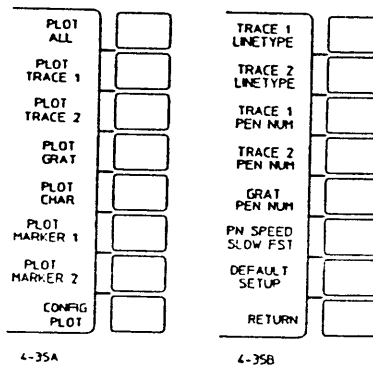 PLOT
ALL
PLOT
TRACE 1
PLOT
TRACE 2
PLOT
GRAT
PLOT
CHAR
PLOT
MARKER 1
PLOT
MARKER 2
CONFIG
PLOT
4-35A
TRACE 1
LINETYPE
TRACE 2
LINETYPE
TRACE 1
PEN NUM
TRACE 2
PEN NUM
GRAT
PEN NUM
PN SPEED
SLOW FST
DEFAULT
SETUP
RETURN
4-35B